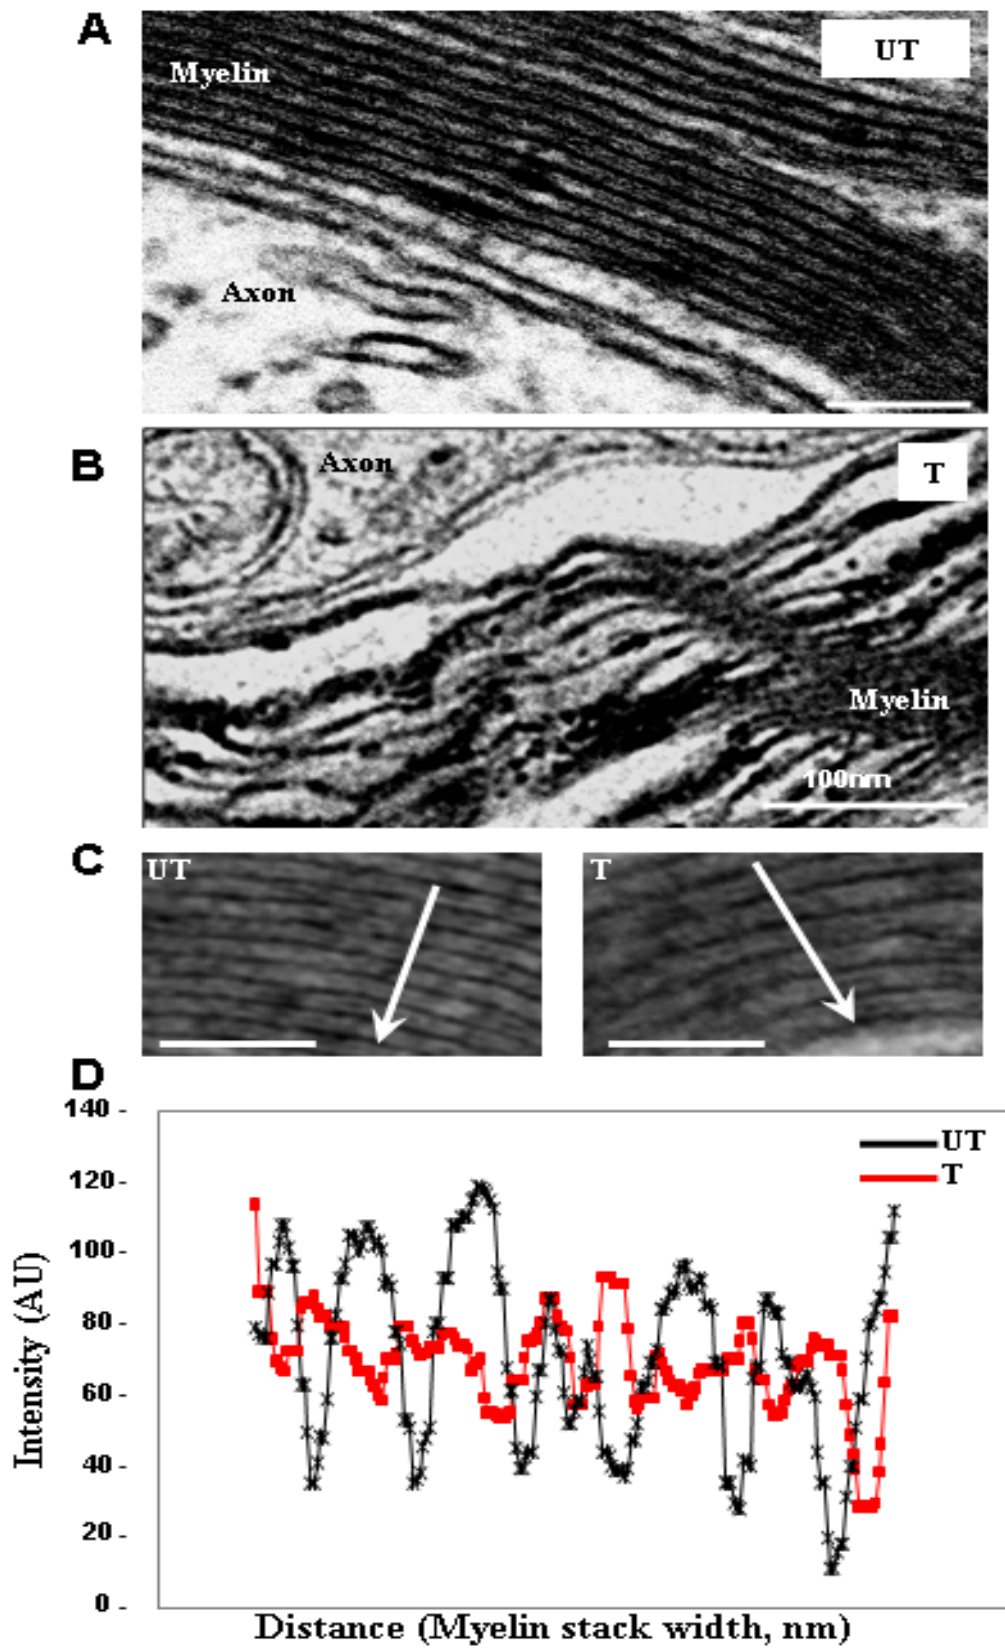 A
Myelin
UT
Axon
B
Axon
T
Myelin
100nm
C
UT
T
D
140
UT
T
120
100
80
60
40
20
0
Intensity (AU)
Distance (Myelin stack width, nm)